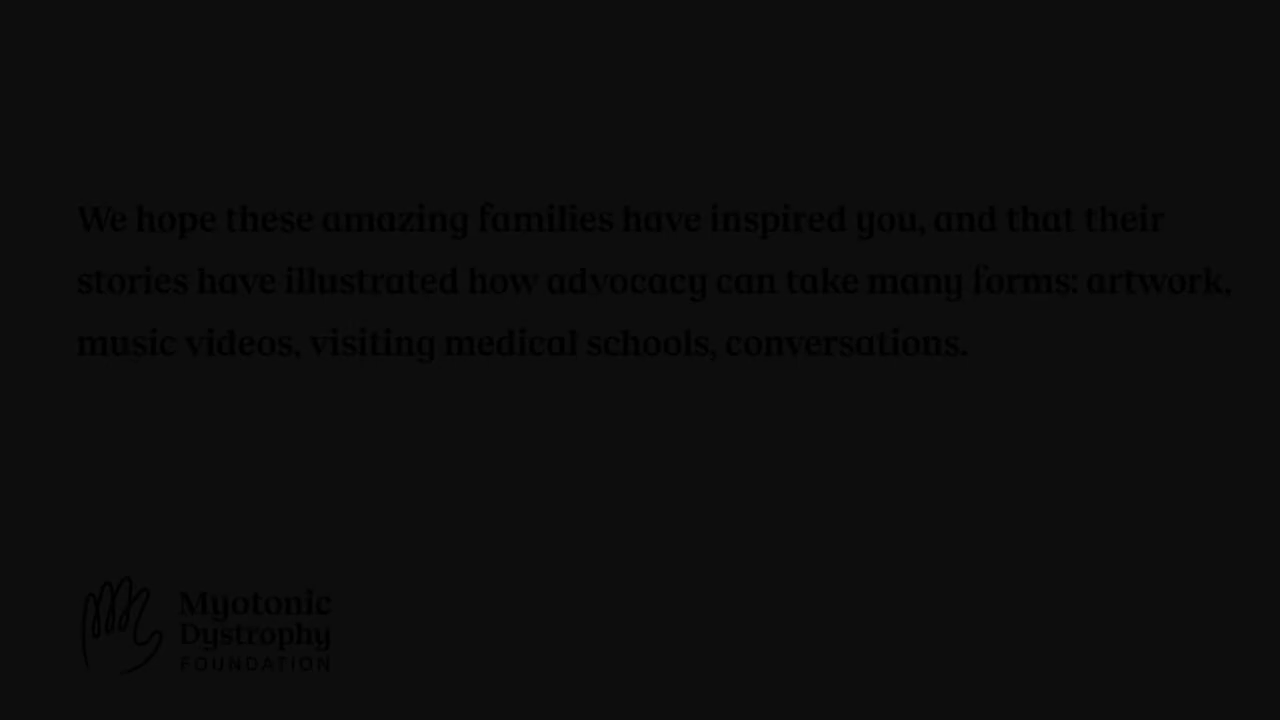 We hope these amazing families have inspired you, and that their
stories have illustrated how advocacy can take many forms: artwork,
music videos, visiting medical schools, conversations.
Myotonic
Dystrophy
FOUNDATION